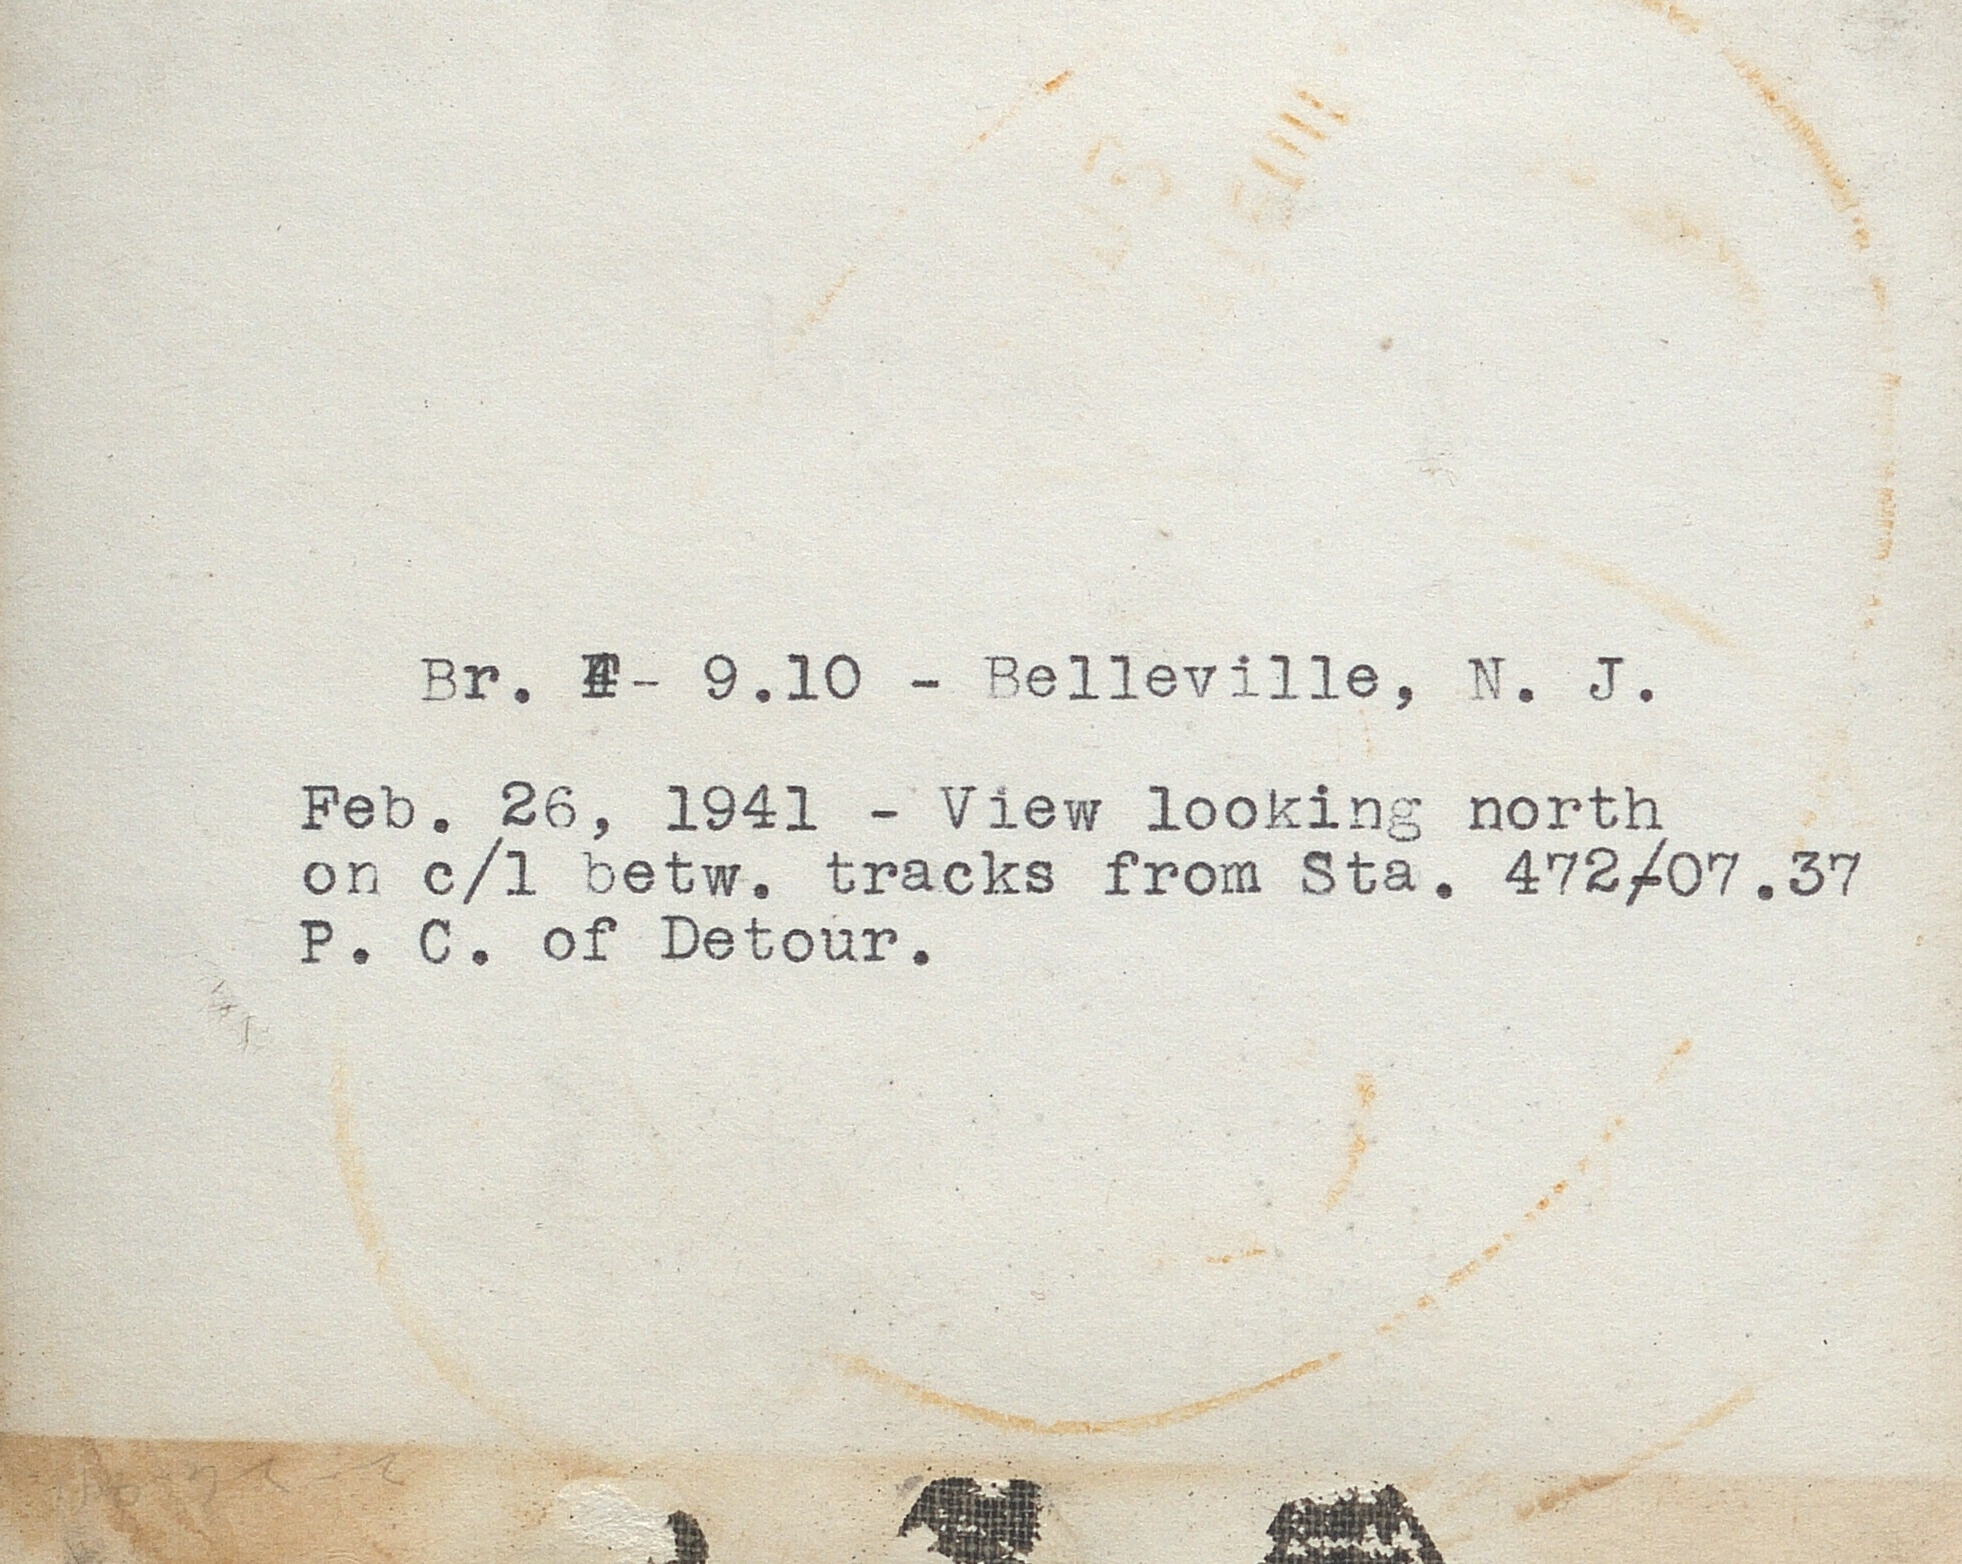 Br. 4- 9.10 - Belleville, N. J.
Feb. 26, 1941 - View looking north
on c/l betw. tracks from Sta. 472/07.37
P. C. of Detour.